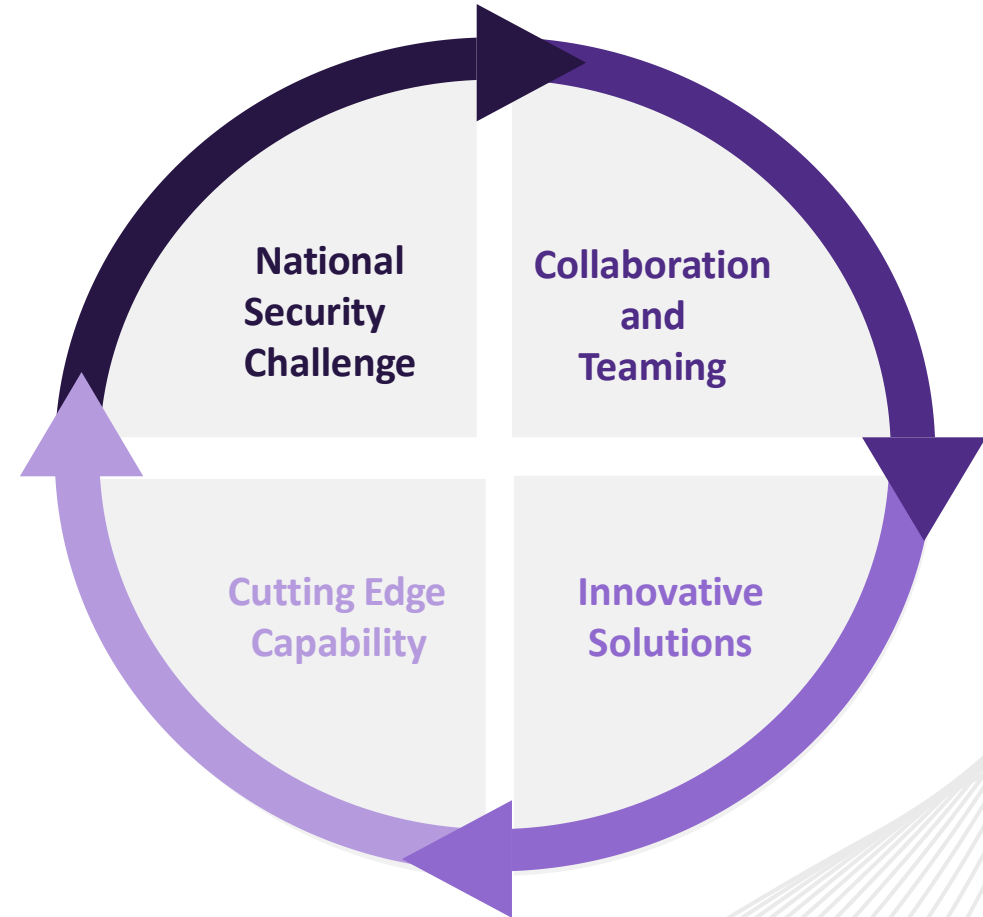 National
Security
Challenge
Collaboration
and
Teaming
Cutting Edge
Capability
Innovative
Solutions